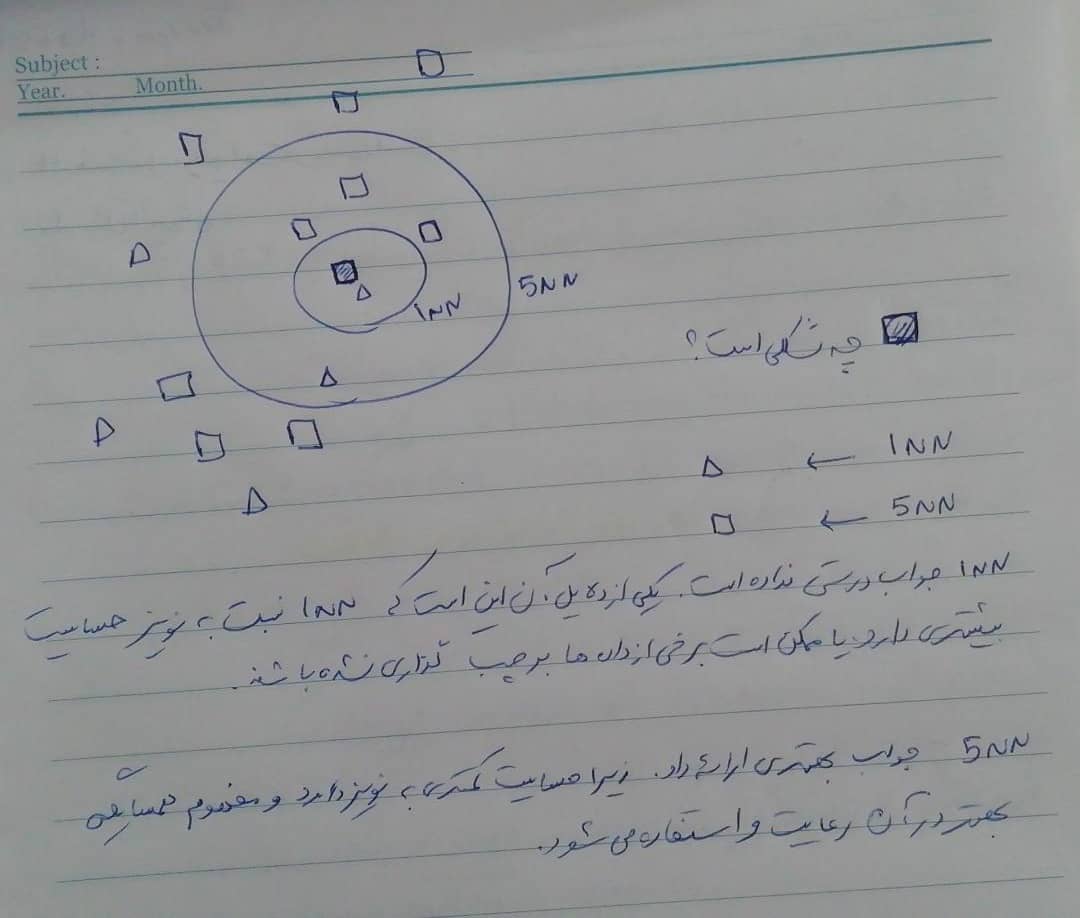 Subject :
Year. Month.
5NN
1NN
چه شکلی است؟
1NN ←
5NN ←
1NN جواب درستی نداده است. یکی از دلایل آن این است که 1NN نسبت به نویز حساسیت
بیشتری دارد. یا ممکن است برخی از داده ها برچسب گذاری نشده باشند.
5NN جواب بهتری ارائه داد. زیرا حساسیت کمتری به نویز دارد و مفهوم همسایگی
بهتر در آن رعایت و استفاده می شود.